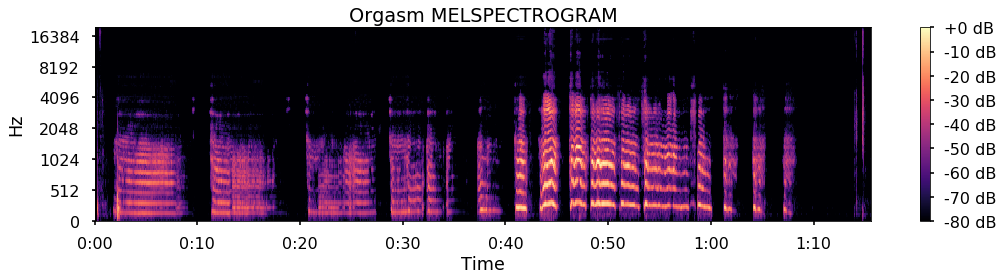 Orgasm MELSPECTROGRAM
16384
8192
4096
2048
1024
512
0
Hz
0:00 0:10 0:20 0:30 0:40 0:50 1:00 1:10
Time
+0 dB
-10 dB
-20 dB
-30 dB
-40 dB
-50 dB
-60 dB
-70 dB
-80 dB